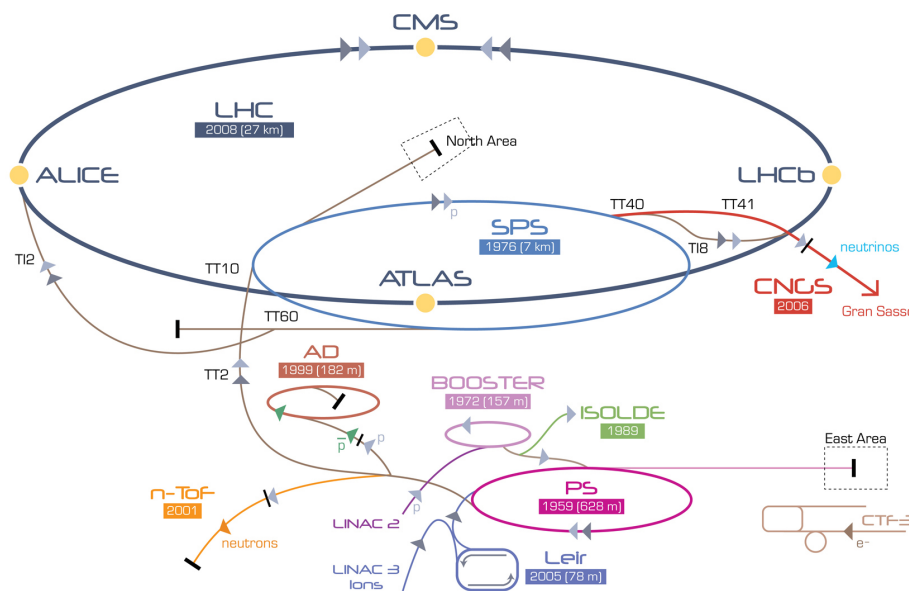 CMS
LHC
2008 (27 km)
North Area
ALICE
LHCb
p
TT40
TT41
SPS
1976 (7 km)
TI8
neutrinos
TI2
TT10
ATLAS
CNGS
2006
Gran Sasso
TT60
AD
1999 (182 m)
TT2
BOOSTER
1972 (157 m)
ISOLDE
1989
p
p
East Area
n-ToF
2001
p
PS
1959 (628 m)
LINAC 2
neutrons
CTF-3
e-
LINAC 3
Ions
Leir
2005 (78 m)